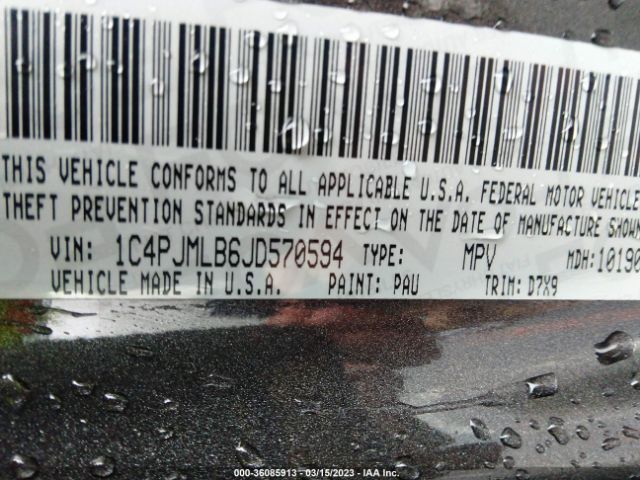 THIS VEHICLE CONFORMS TO ALL APPLICABLE U.S.A. FEDERAL MOTOR VEHICLE
THEFT PREVENTION STANDARDS IN EFFECT ON THE DATE OF MANUFACTURE SHOWN
VIN: 1C4PJMLB6JD570594 TYPE: MPV MDH:10190
VEHICLE MADE IN U.S.A. PAINT: PAU TRIM: D7X9
000-36085913 - 03/15/2023 - IAA Inc.